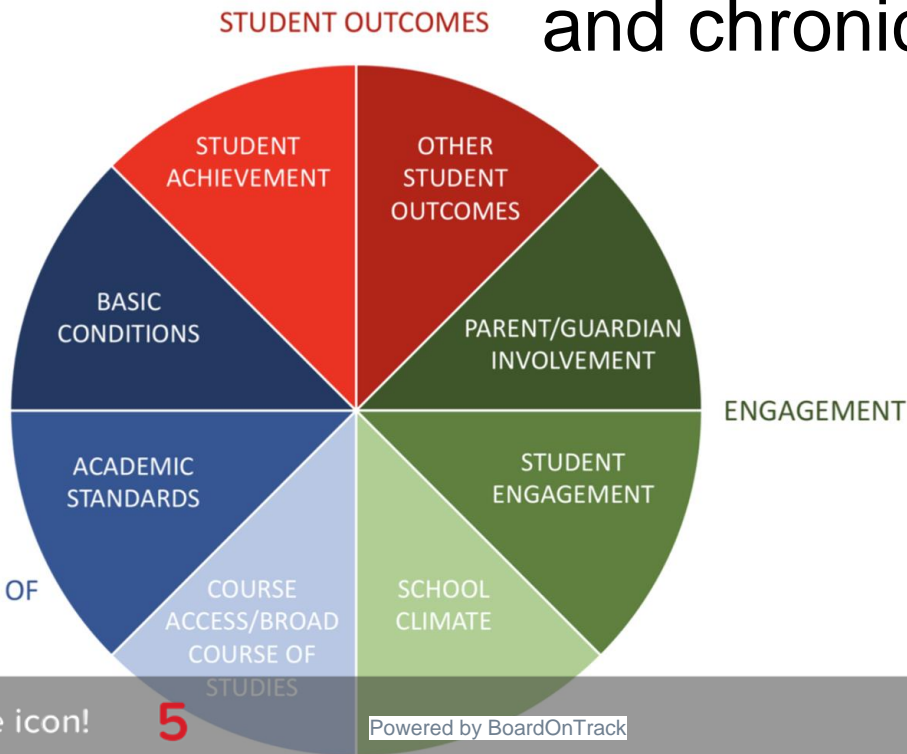 and chronic
STUDENT OUTCOMES
STUDENT
ACHIEVEMENT
OTHER
STUDENT
OUTCOMES
BASIC
CONDITIONS
PARENT/GUARDIAN
INVOLVEMENT
ENGAGEMENT
ACADEMIC
STANDARDS
STUDENT
ENGAGEMENT
OF
COURSE
ACCESS/BROAD
COURSE OF
STUDIES
SCHOOL
CLIMATE
icon!
5
Powered by BoardOnTrack